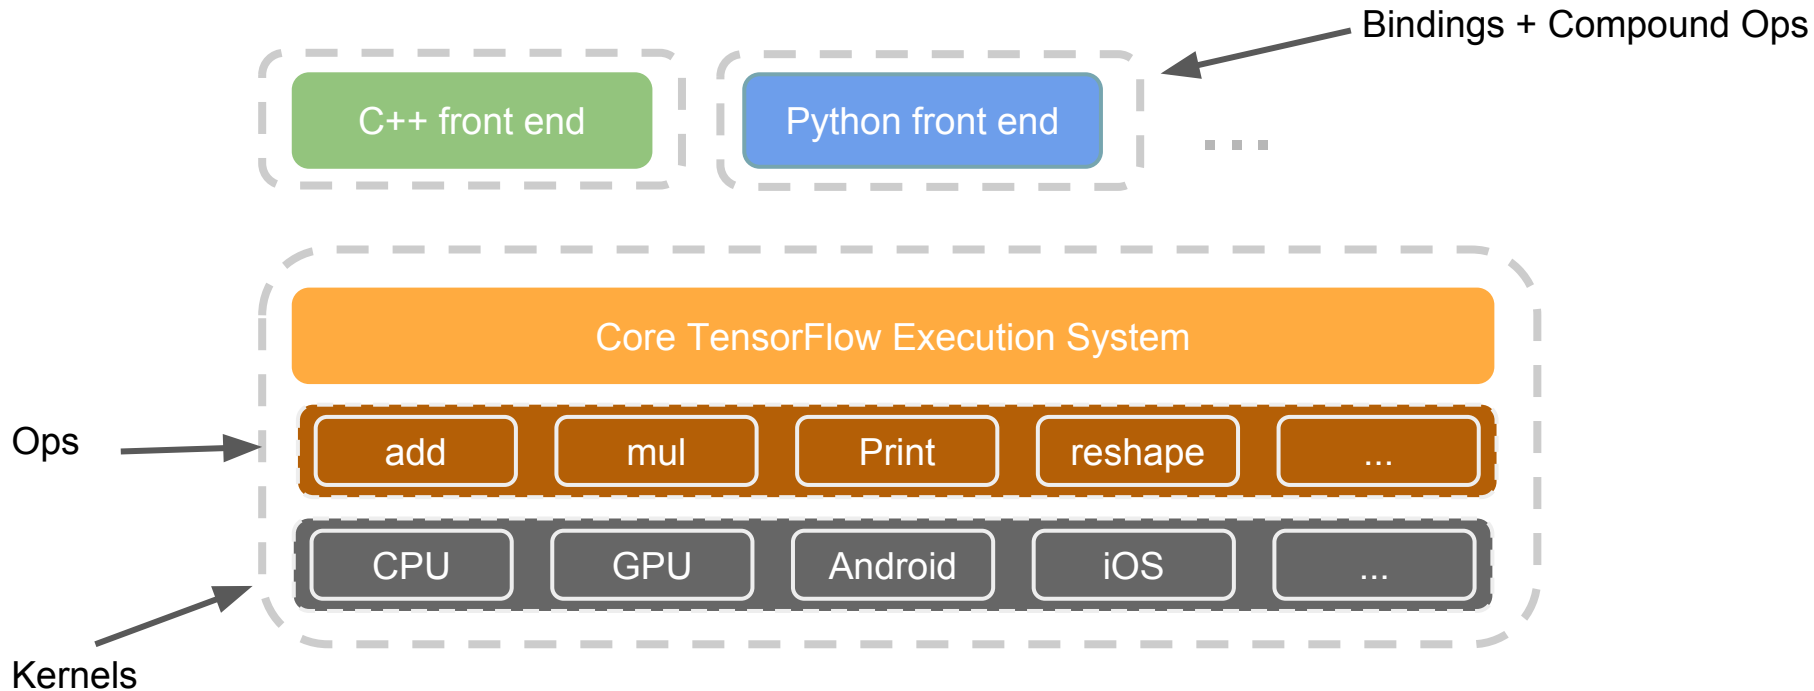 Bindings + Compound Ops
C++ front end
Python front end
...
Core TensorFlow Execution System
Ops
add
mul
Print
reshape
...
CPU
GPU
Android
iOS
...
Kernels